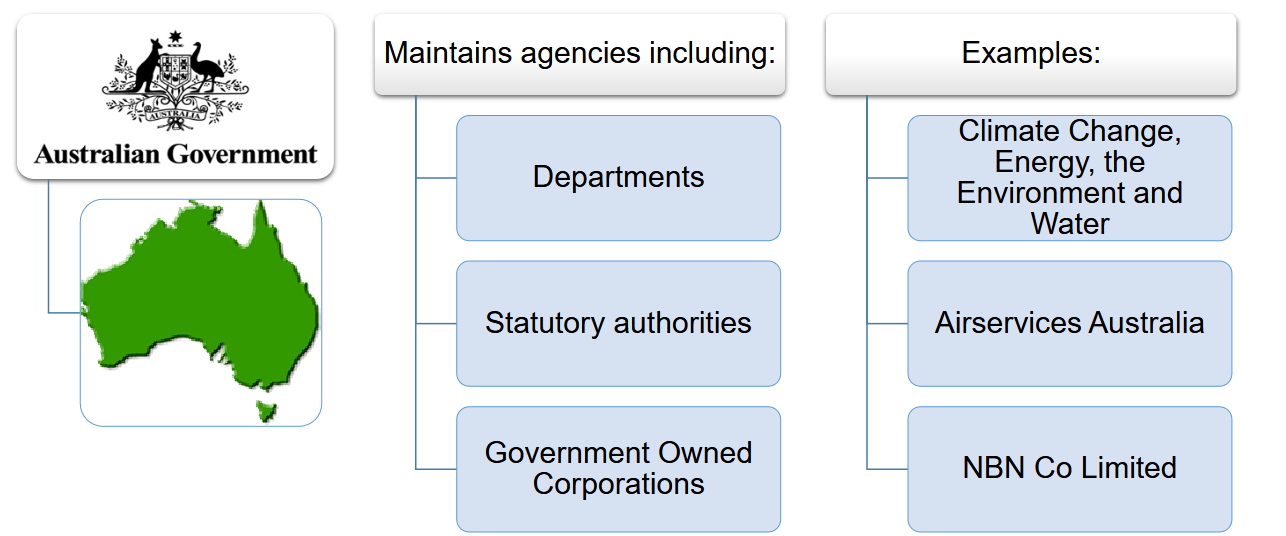 AUSTRALIA
Australian Government
Maintains agencies including:
Departments
Statutory authorities
Government Owned
Corporations
Examples:
Climate Change,
Energy, the
Environment and
Water
Airservices Australia
NBN Co Limited